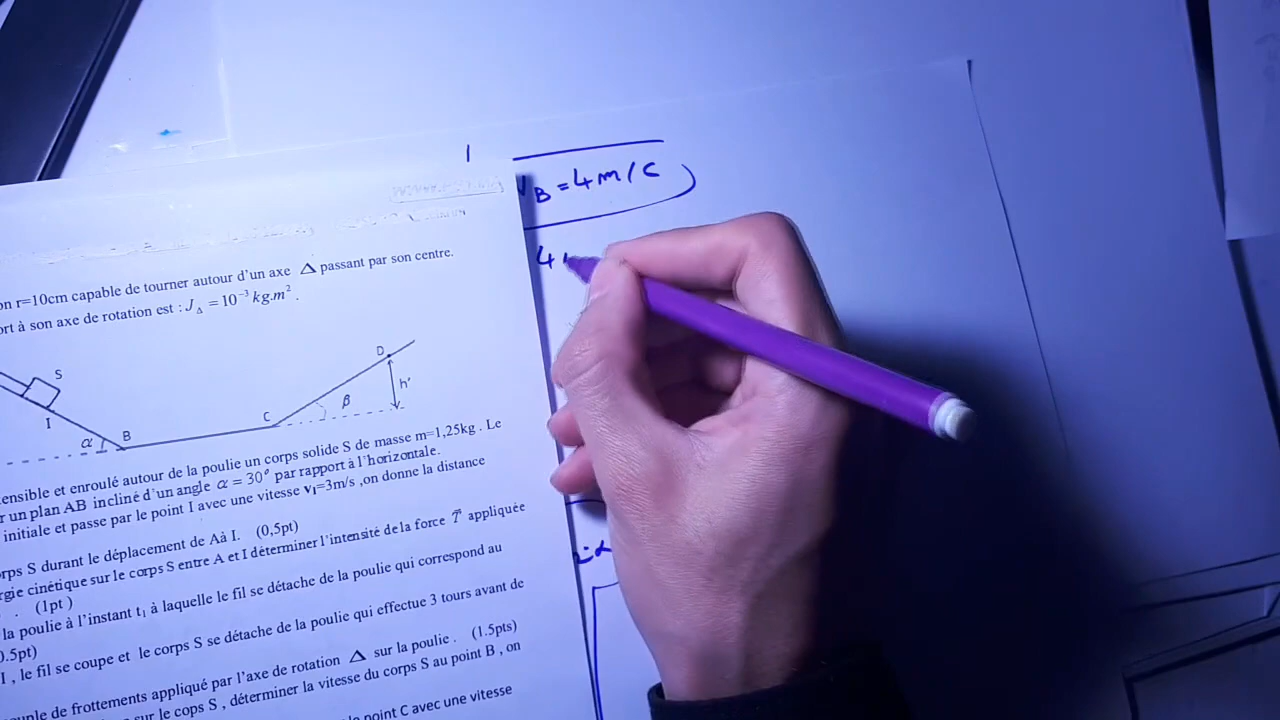 on r=10cm capable de tourner autour d'un axe Δ passant par son centre.
ort à son axe de rotation est : J_Δ = 10⁻³ kg.m² .
S
I
α
B
C
β
D
h'
ensible et enroulé autour de la poulie un corps solide S de masse m=1,25kg . Le
r un plan AB incliné d'un angle α = 30° par rapport à l'horizontale.
initiale et passe par le point I avec une vitesse v₁=3m/s ,on donne la distance
rps S durant le déplacement de Aà I. (0,5pt)
rgie cinétique sur le corps S entre A et I déterminer l'intensité de la force T⃗ appliquée
. (1pt )
la poulie à l'instant t₁ à laquelle le fil se détache de la poulie qui correspond au
0.5pt)
I , le fil se coupe et le corps S se détache de la poulie qui effectue 3 tours avant de
ouple de frottements appliqué par l'axe de rotation Δ sur la poulie . (1.5pts)
sur le cops S , déterminer la vitesse du corps S au point B , on
le point C avec une vitesse
1
V_B = 4 m/c
4
2-α